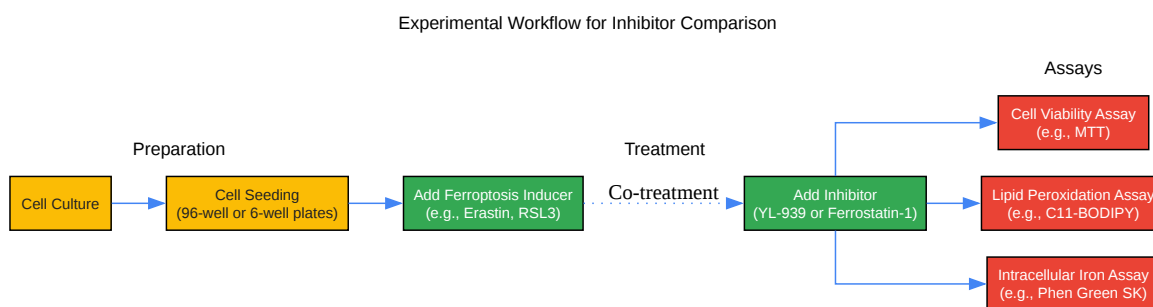 Experimental Workflow for Inhibitor Comparison
Assays
Cell Viability Assay
(e.g., MTT)
Preparation
Treatment
Cell Culture
Cell Seeding
(96-well or 6-well plates)
Add Ferroptosis Inducer
(e.g., Erastin, RSL3)
Co-treatment
Add Inhibitor
(YL-939 or Ferrostatin-1)
Lipid Peroxidation Assay
(e.g., C11-BODIPY)
Intracellular Iron Assay
(e.g., Phen Green SK)